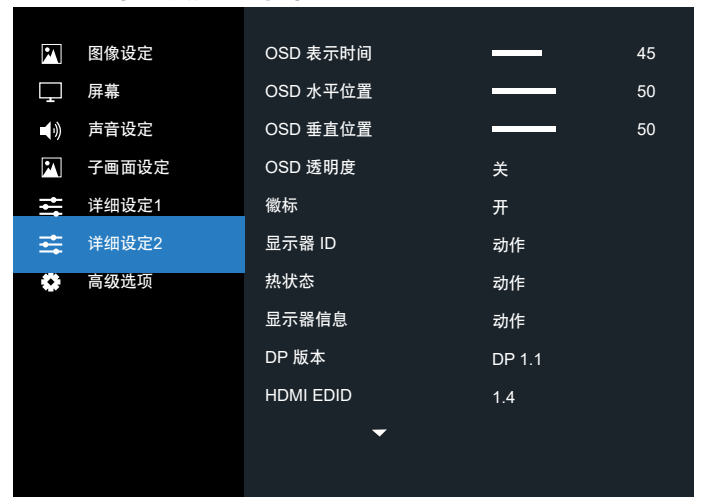 图像设定
屏幕
声音设定
子画面设定
详细设定1
详细设定2
高级选项
OSD 表示时间 45
OSD 水平位置 50
OSD 垂直位置 50
OSD 透明度 关
徽标 开
显示器 ID 动作
热状态 动作
显示器信息 动作
DP 版本 DP 1.1
HDMI EDID 1.4